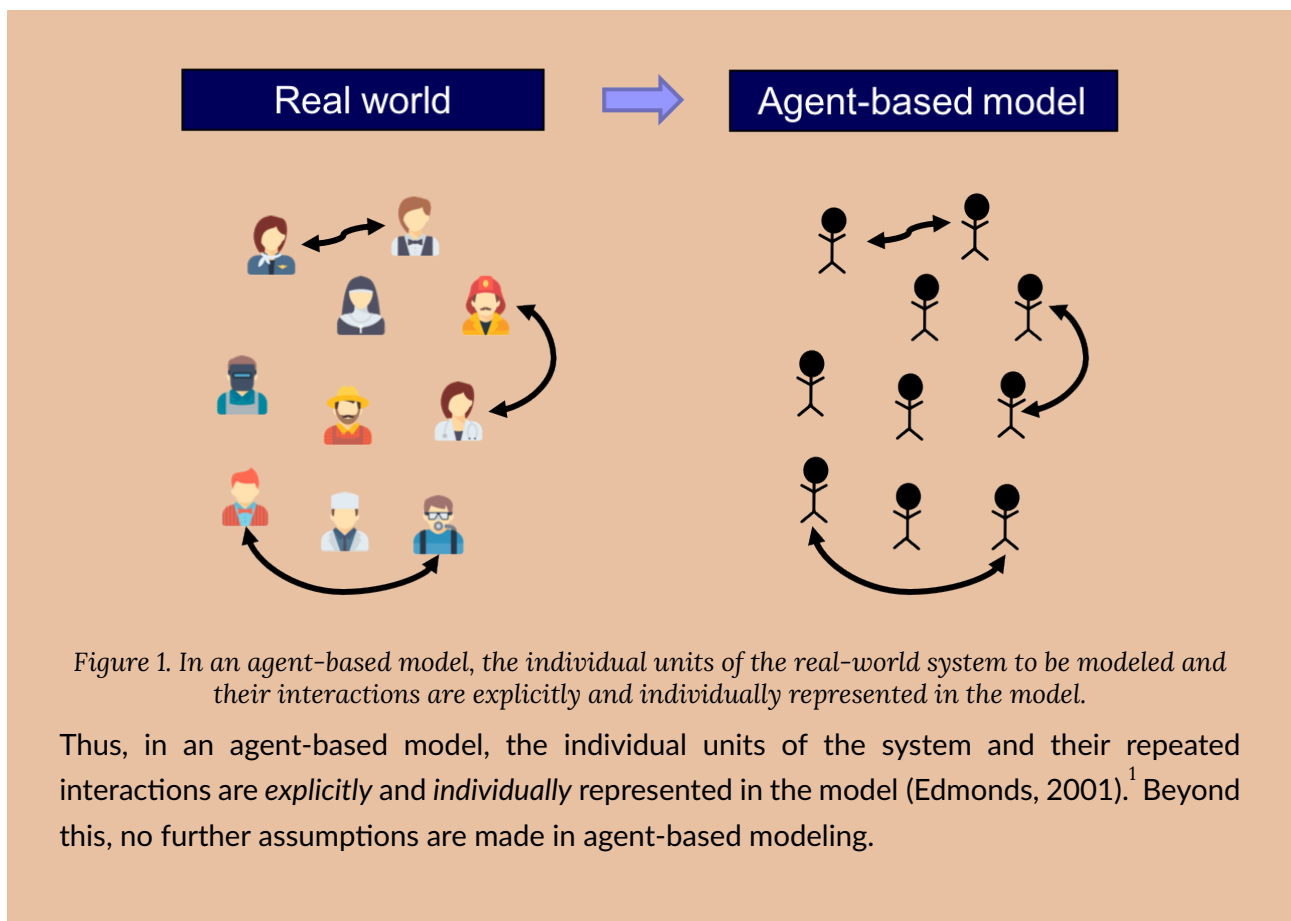 Real world
Agent-based model
Figure 1. In an agent-based model, the individual units of the real-world system to be modeled and
their interactions are explicitly and individually represented in the model.
Thus, in an agent-based model, the individual units of the system and their repeated
interactions are explicitly and individually represented in the model (Edmonds, 2001).1 Beyond
this, no further assumptions are made in agent-based modeling.